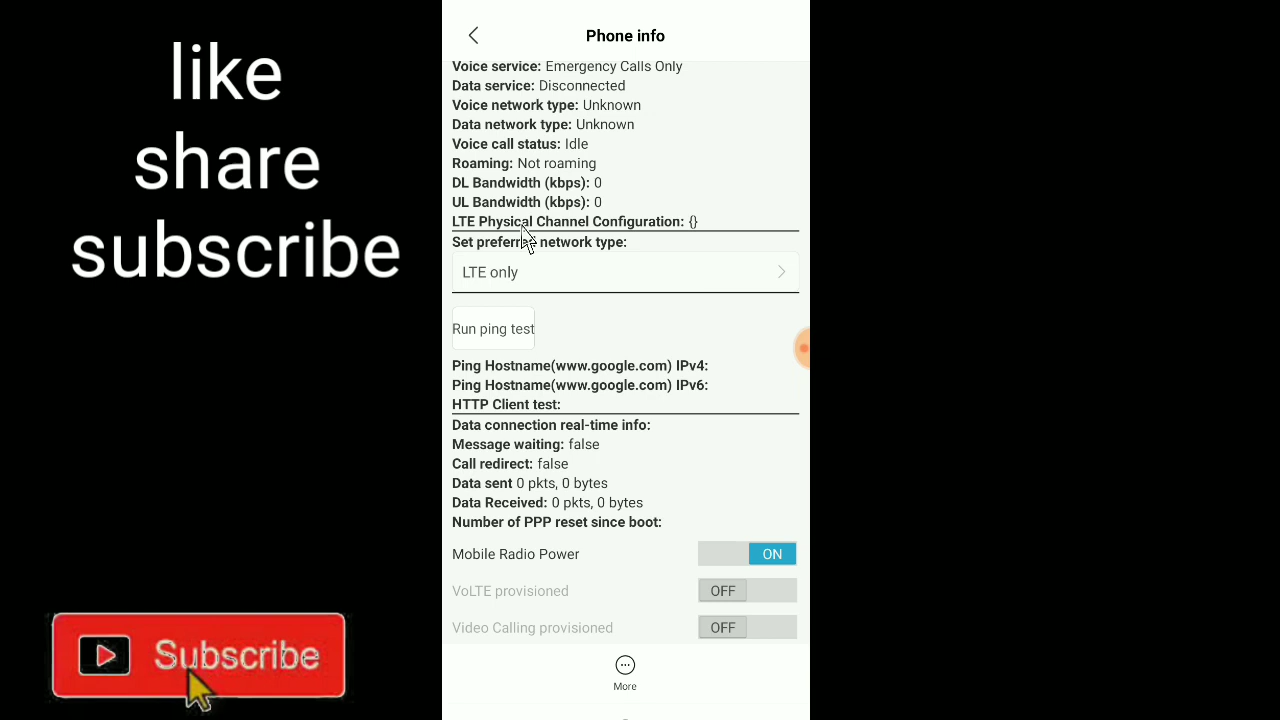 like
share
subscribe
Subscribe
Phone info
Voice service: Emergency Calls Only
Data service: Disconnected
Voice network type: Unknown
Data network type: Unknown
Voice call status: Idle
Roaming: Not roaming
DL Bandwidth (kbps): 0
UL Bandwidth (kbps): 0
LTE Physical Channel Configuration: {}
Set preferred network type:
LTE only
Run ping test
Ping Hostname(www.google.com) IPv4:
Ping Hostname(www.google.com) IPv6:
HTTP Client test:
Data connection real-time info:
Message waiting: false
Call redirect: false
Data sent 0 pkts, 0 bytes
Data Received: 0 pkts, 0 bytes
Number of PPP reset since boot:
Mobile Radio Power ON
VoLTE provisioned OFF
Video Calling provisioned OFF
More